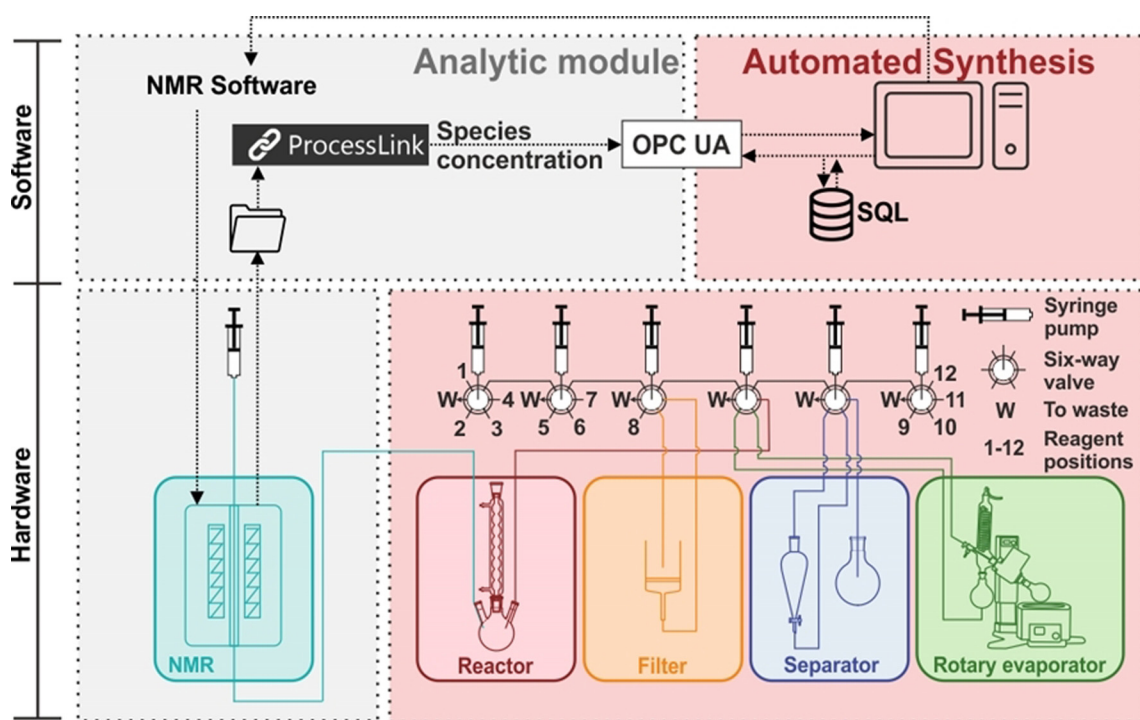 Analytic module
Automated Synthesis
Software
NMR Software
ProcessLink
Species
concentration
OPC UA
SQL
Hardware
Syringe
pump
Six-way
valve
W To waste
1-12 Reagent
positions
1
W 4
2 3
W 7
5 6
W
8
W
W
12
W 11
9 10
NMR
Reactor
Filter
Separator
Rotary evaporator